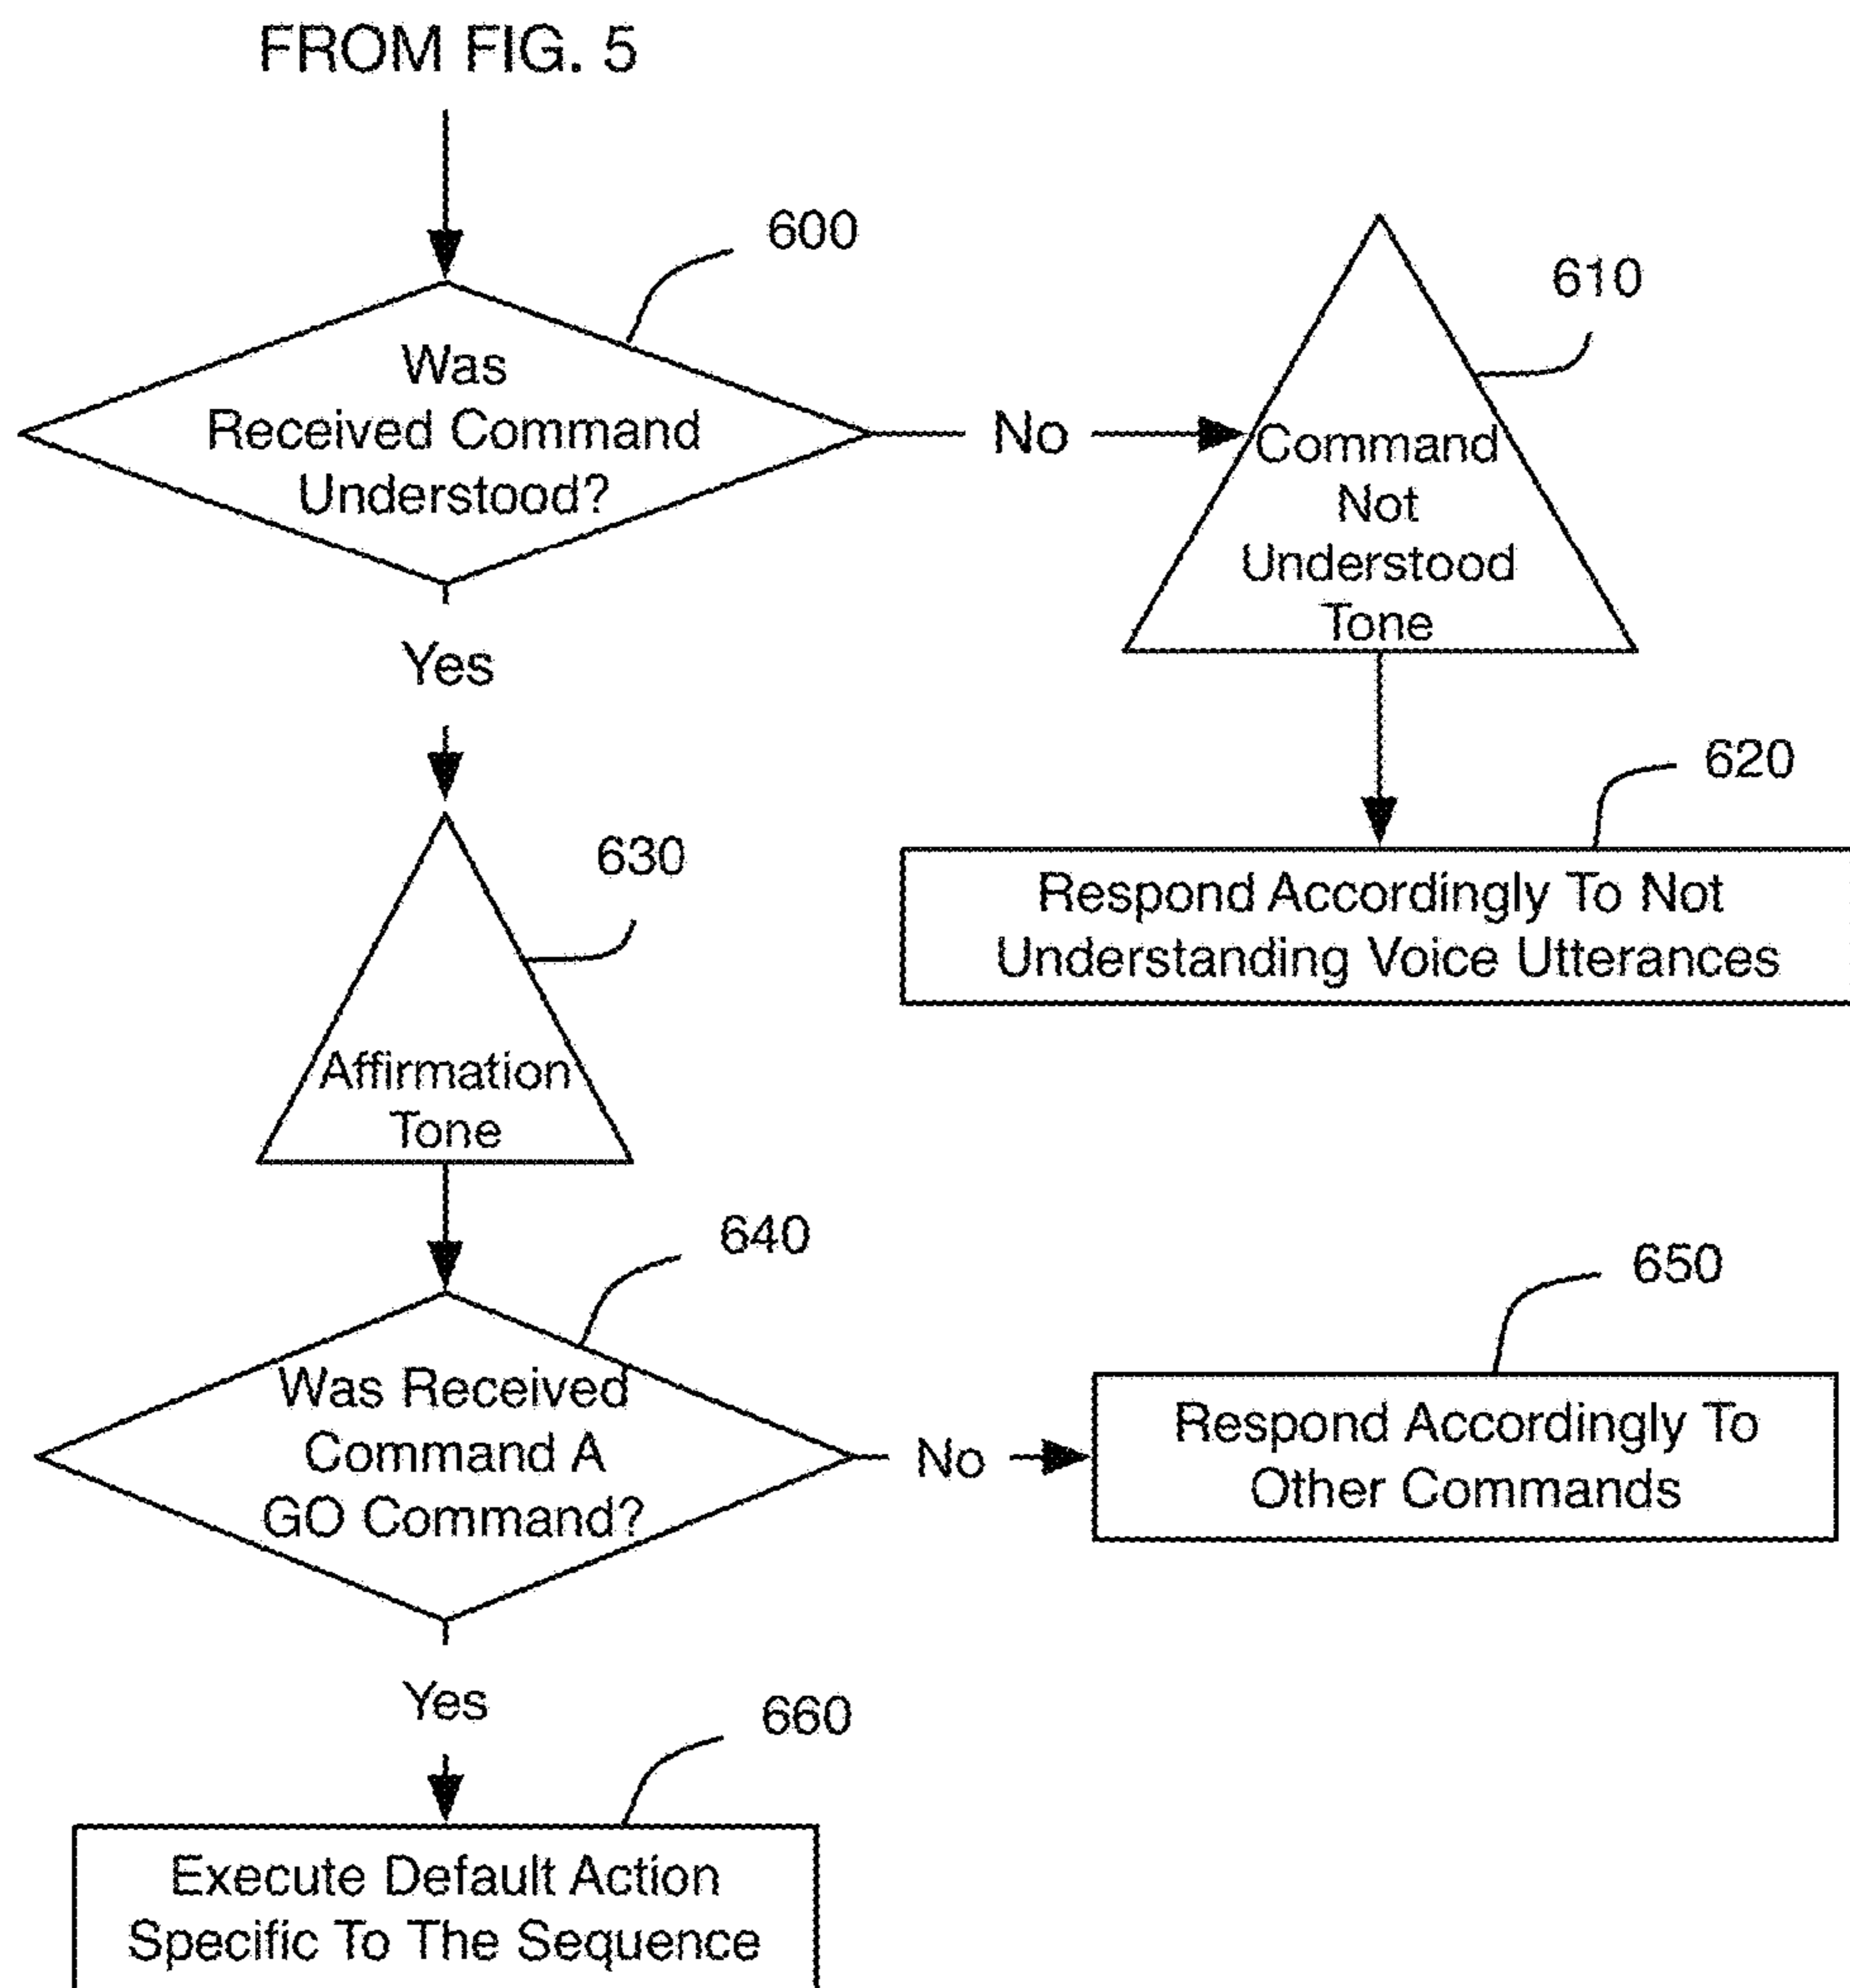 FROM FIG. 5
600
Was
Received Command
Understood?
No
610
Command
Not
Understood
Tone
Yes
620
Respond Accordingly To Not
Understanding Voice Utterances
630
Affirmation
Tone
640
Was Received
Command A
GO Command?
No
650
Respond Accordingly To
Other Commands
Yes
660
Execute Default Action
Specific To The Sequence